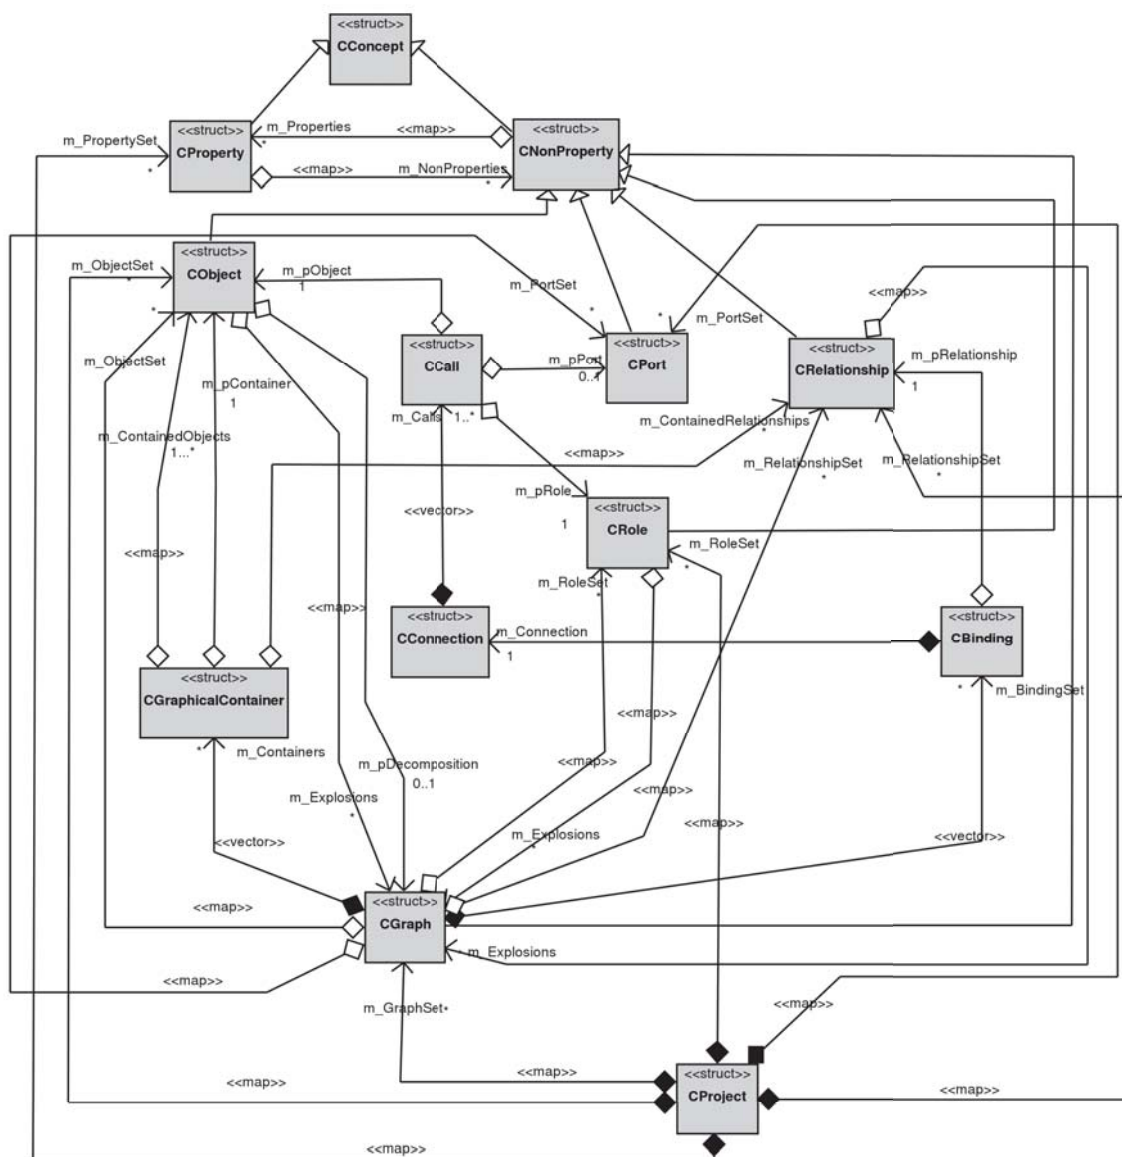 <<struct>>
CConcept
<<struct>>
CProperty
m_PropertySet
*
m_Properties
*
<<map>>
<<struct>>
CNonProperty
<<map>>
m_NonProperties
*
<<struct>>
CObject
m_ObjectSet
*
m_pObject
1
m_PortSet
*
*
m_PortSet
<<map>>
*
m_ObjectSet
<<struct>>
CCall
m_pPort
0..1
<<struct>>
CPort
<<struct>>
CRelationship
m_pRelationship
1
m_pContainer
1
m_Calls
1..*
m_ContainedRelationships
*
m_ContainedObjects
1...*
<<map>>
m_RelationshipSet
*
m_RelationshipSet
*
m_pRole
1
<<struct>>
CRole
<<vector>>
<<map>>
m_RoleSet
*
m_RoleSet
*
<<map>>
<<struct>>
CConnection
m_Connection
1
<<struct>>
CBinding
*
m_BindingSet
<<struct>>
CGraphicalContainer
*
m_Containers
<<map>>
m_pDecomposition
0..1
<<map>>
<<map>>
m_Explosions
*
<<map>>
m_Explosions
*
<<vector>>
<<vector>>
<<map>>
<<struct>>
CGraph
* m_Explosions
<<map>>
m_GraphSet*
<<map>>
<<map>>
<<map>>
<<struct>>
CProject
<<map>>
<<map>>